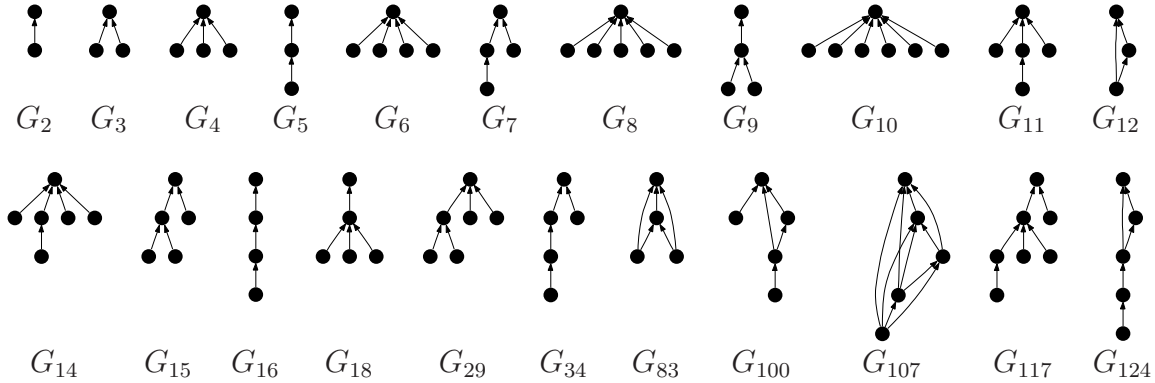 G₂ G₃ G₄ G₅ G₆ G₇ G₈ G₉ G₁₀ G₁₁ G₁₂
G₁₄ G₁₅ G₁₆ G₁₈ G₂₉ G₃₄ G₈₃ G₁₀₀ G₁₀₇ G₁₁₇ G₁₂₄